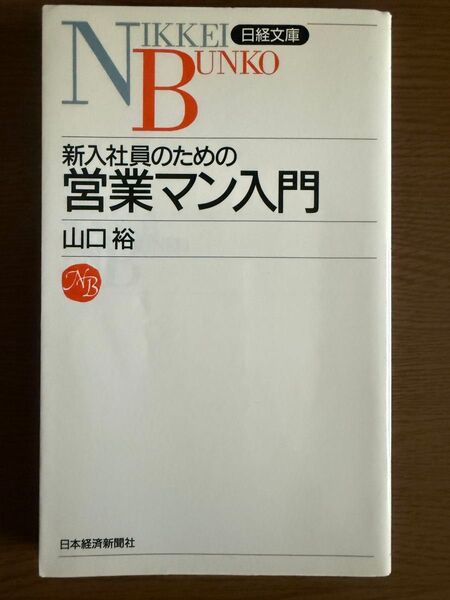 NIKKEI 日経文庫
BUNKO
新入社員のための
営業マン入門
山口 裕
NB
日本経済新聞社